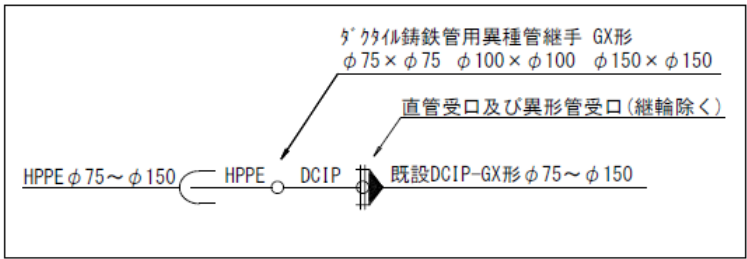 ﾀﾞｸﾀｲﾙ鋳鉄管用異種管継手 GX形
φ75×φ75 φ100×φ100 φ150×φ150
直管受口及び異形管受口(継輪除く)
HPPEφ75～φ150 HPPE DCIP 既設DCIP-GX形φ75～φ150